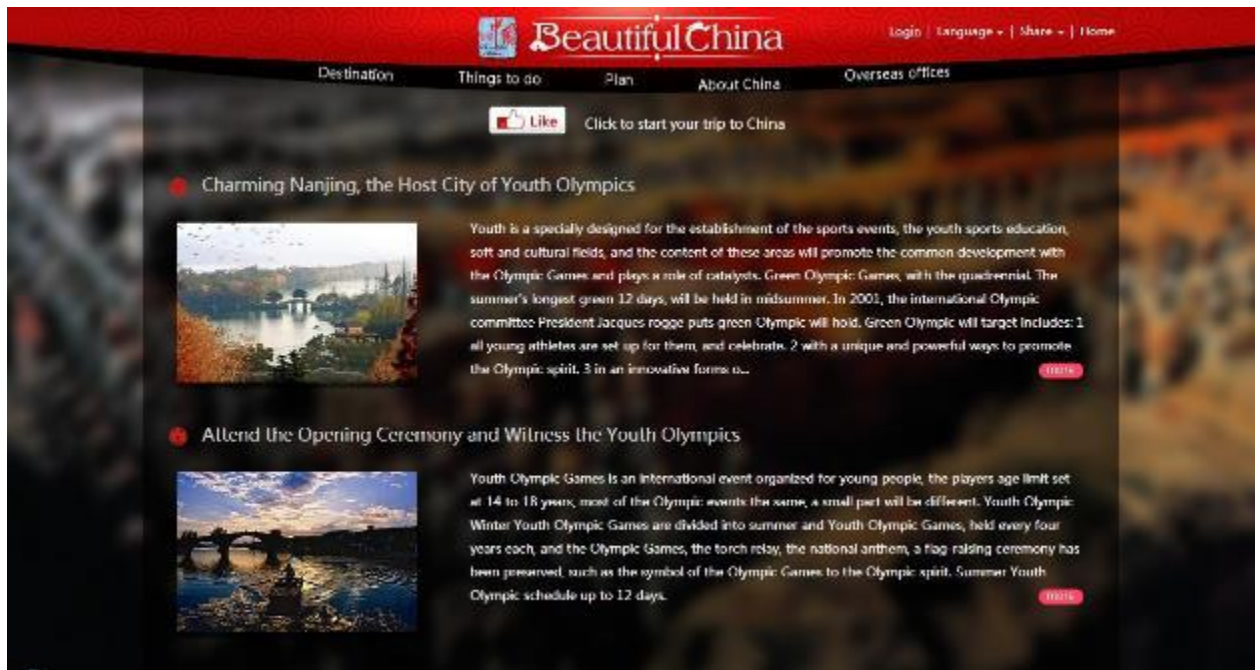 BeautifulChina
Login | Language | Share | Home
Destination Things to do Plan About China Overseas offices
Like Click to start your trip to China
Charming Nanjing, the Host City of Youth Olympics
Youth is a specially designed for the establishment of the sports events, the youth sports education,
soft and cultural fields, and the content of these areas will promote the common development with
the Olympic Games and plays a role of catalysts. Green Olympic Games, with the quadrennial. The
summer's longest green 12 days, will be held in midsummer. In 2001, the international Olympic
committee President Jacques rogge puts green Olympic will hold. Green Olympic will target includes: 1
all young athletes are set up for them, and celebrate. 2 with a unique and powerful ways to promote
the Olympic spirit. 3 in an innovative forms o...
more
Attend the Opening Ceremony and Witness the Youth Olympics
Youth Olympic Games is an international event organized for young people, the players age limit set
at 14 to 18 years, most of the Olympic events the same, a small part will be different. Youth Olympic
Winter Youth Olympic Games are divided into summer and Youth Olympic Games, held every four
years each, and the Olympic Games, the torch relay, the national anthem, a flag-raising ceremony has
been preserved, such as the symbol of the Olympic Games to the Olympic spirit. Summer Youth
Olympic schedule up to 12 days.
more